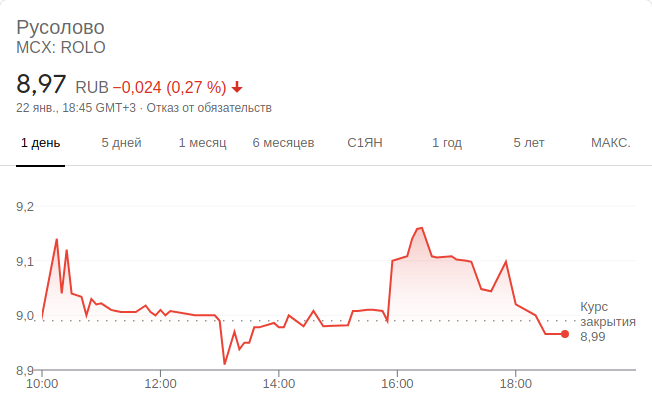 Русолово
MCX: ROLO
8,97 RUB −0,024 (0,27 %)
22 янв., 18:45 GMT+3 · Отказ от обязательств
1 день 5 дней 1 месяц 6 месяцев С1ЯН 1 год 5 лет МАКС.
9,2
9,1
9,0
8,9
Курс
закрытия
8,99
10:00 12:00 14:00 16:00 18:00